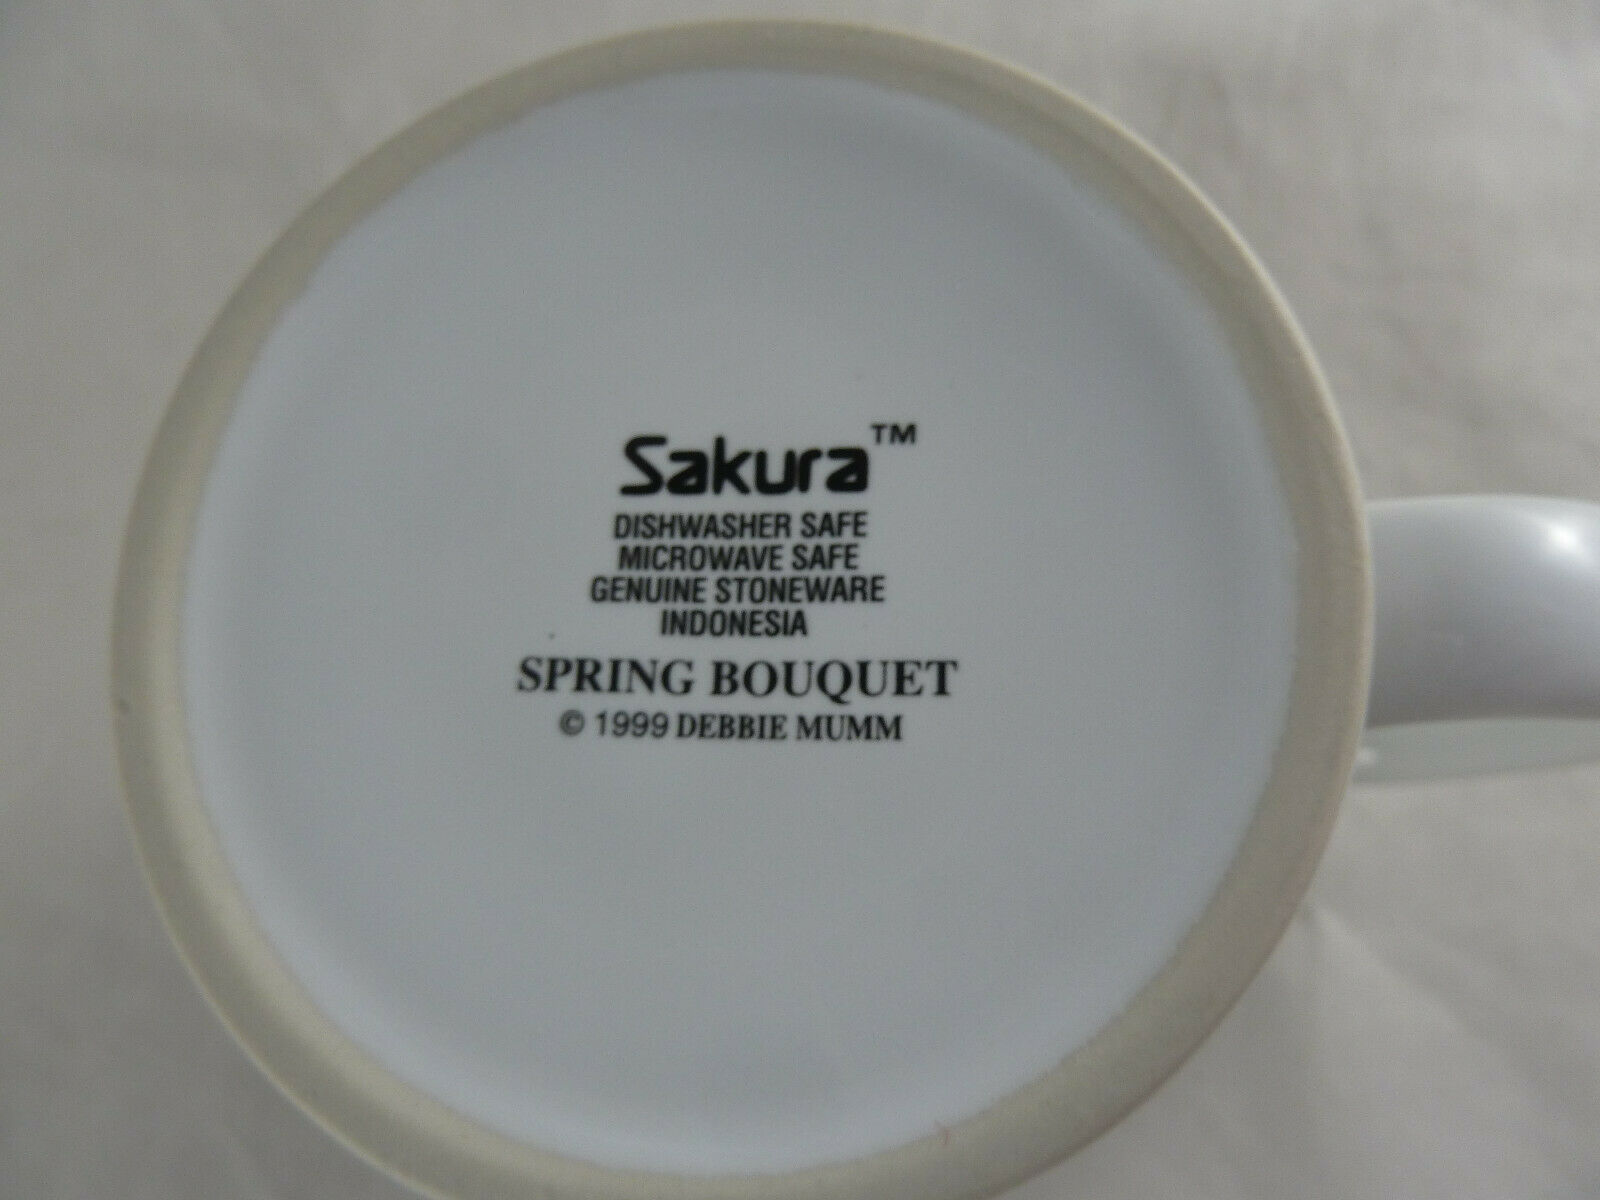 Sakura™
DISHWASHER SAFE
MICROWAVE SAFE
GENUINE STONEWARE
INDONESIA
SPRING BOUQUET
© 1999 DEBBIE MUMM